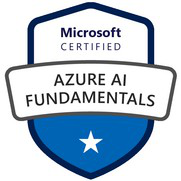 Microsoft
CERTIFIED
AZURE AI
FUNDAMENTALS